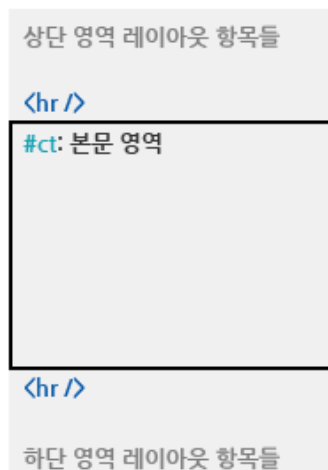 상단 영역 레이아웃 항목들
<hr />
#ct: 본문 영역
<hr />
하단 영역 레이아웃 항목들